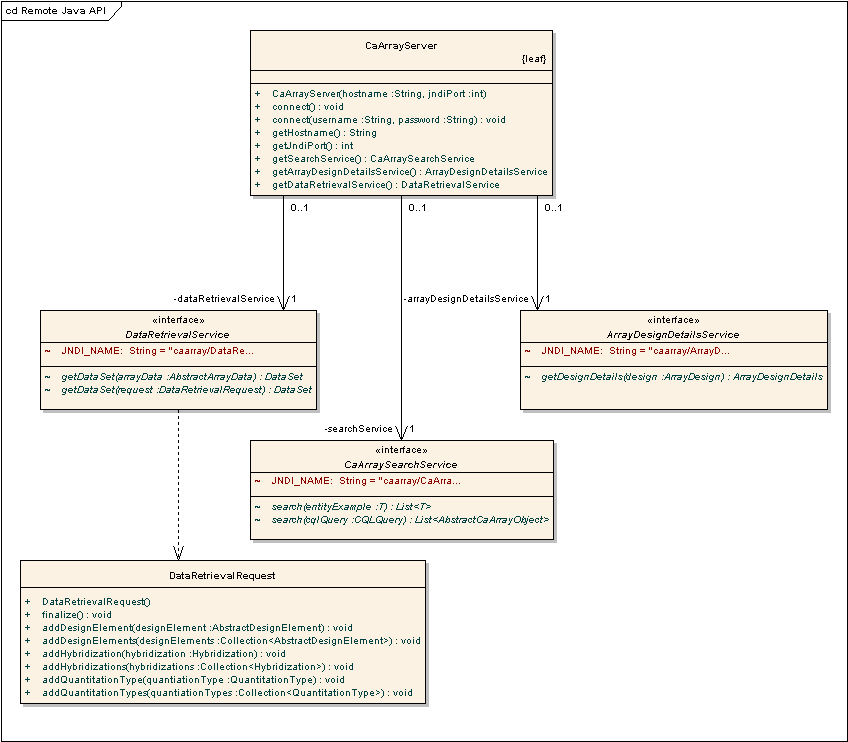 cd Remote Java API
CaArrayServer
{leaf}
+ CaArrayServer(hostname :String, jndiPort :int)
+ connect() : void
+ connect(username :String, password :String) : void
+ getHostname() : String
+ getJndiPort() : int
+ getSearchService() : CaArraySearchService
+ getArrayDesignDetailsService() : ArrayDesignDetailsService
+ getDataRetrievalService() : DataRetrievalService
0..1 0..1 0..1
-dataRetrievalService 1 -arrayDesignDetailsService 1
«interface»
DataRetrievalService
~ JNDI_NAME: String = "caarray/DataRe...
~ getDataSet(arrayData :AbstractArrayData) : DataSet
~ getDataSet(request :DataRetrievalRequest) : DataSet
«interface»
ArrayDesignDetailsService
~ JNDI_NAME: String = "caarray/ArrayD...
~ getDesignDetails(design :ArrayDesign) : ArrayDesignDetails
-searchService 1
«interface»
CaArraySearchService
~ JNDI_NAME: String = "caarray/CaArra...
~ search(entityExample :T) : List<T>
~ search(cqlQuery :CQLQuery) : List<AbstractCaArrayObject>
DataRetrievalRequest
+ DataRetrievalRequest()
+ finalize() : void
+ addDesignElement(designElement :AbstractDesignElement) : void
+ addDesignElements(designElements :Collection<AbstractDesignElement>) : void
+ addHybridization(hybridization :Hybridization) : void
+ addHybridizations(hybridizations :Collection<Hybridization>) : void
+ addQuantitationType(quantiationType :QuantitationType) : void
+ addQuantitationTypes(quantiationTypes :Collection<QuantitationType>) : void